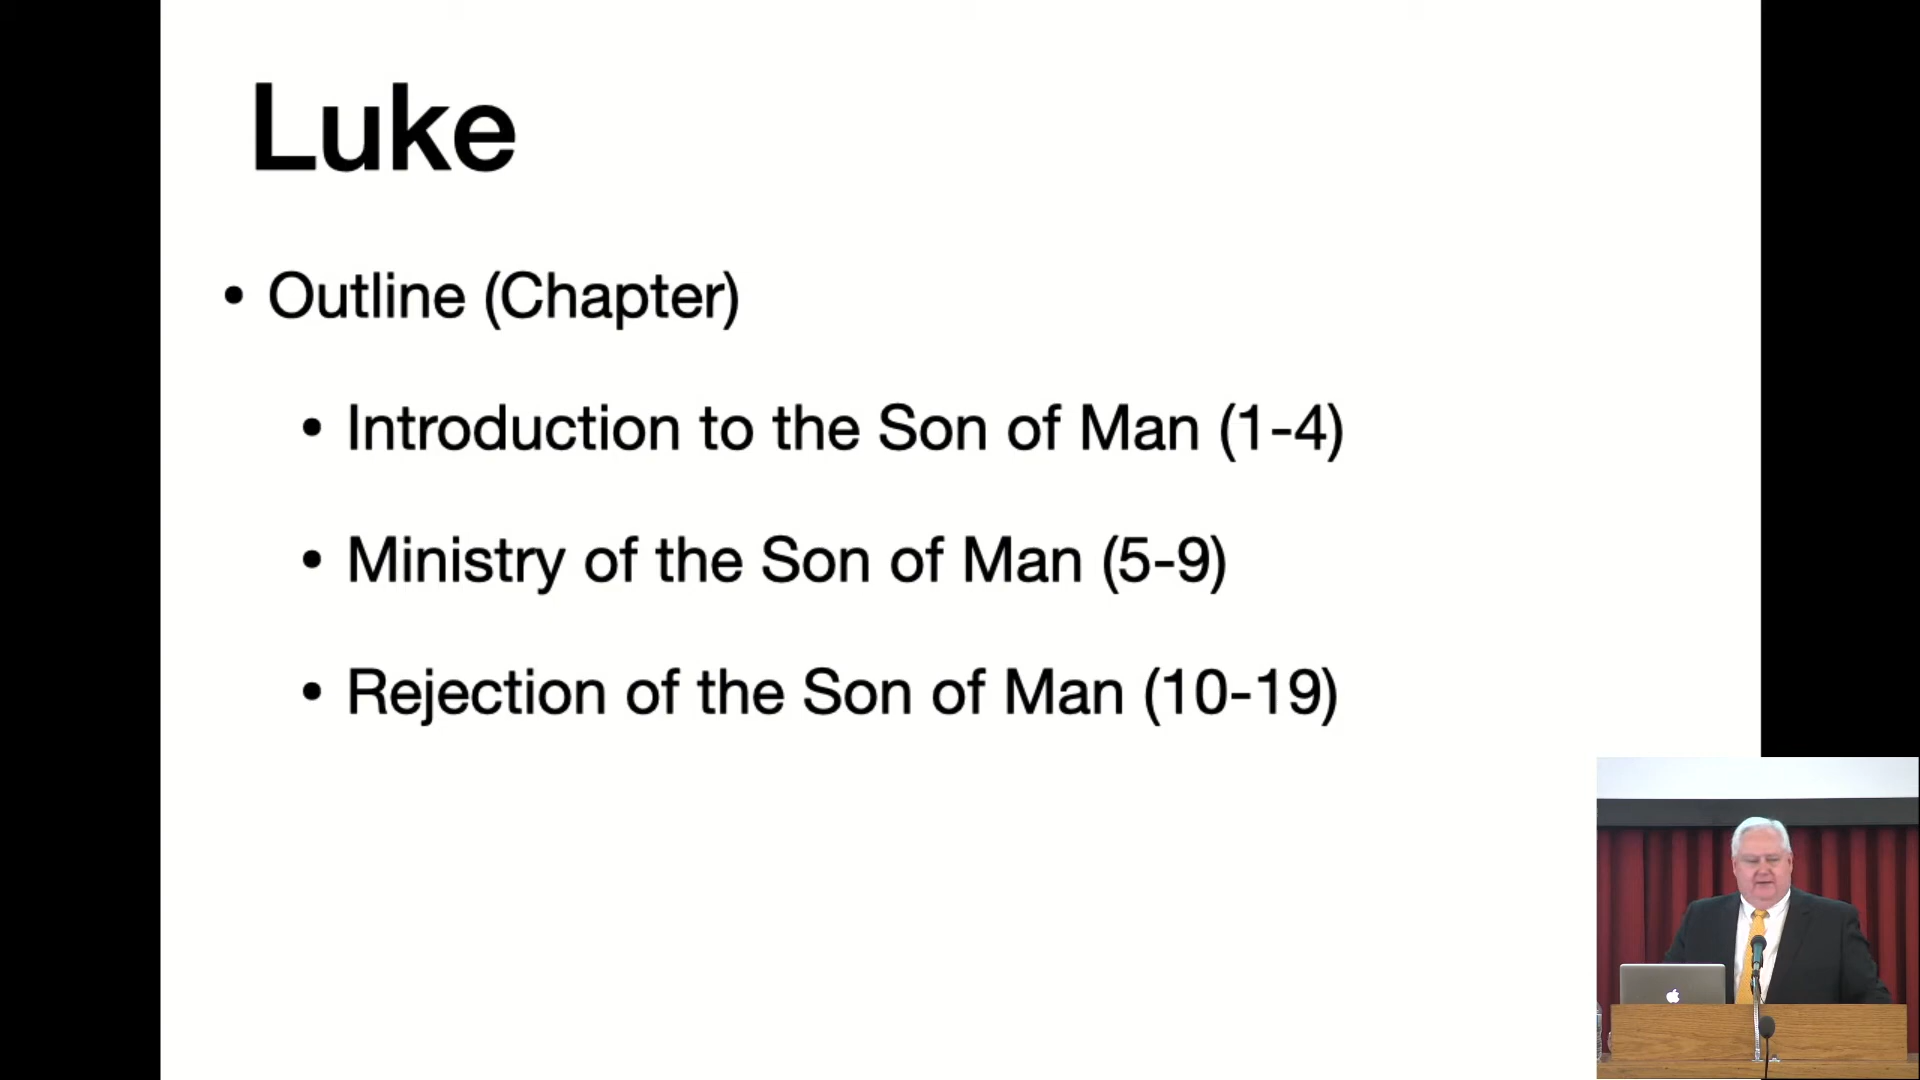 Luke
• Outline (Chapter)
• Introduction to the Son of Man (1-4)
• Ministry of the Son of Man (5-9)
• Rejection of the Son of Man (10-19)